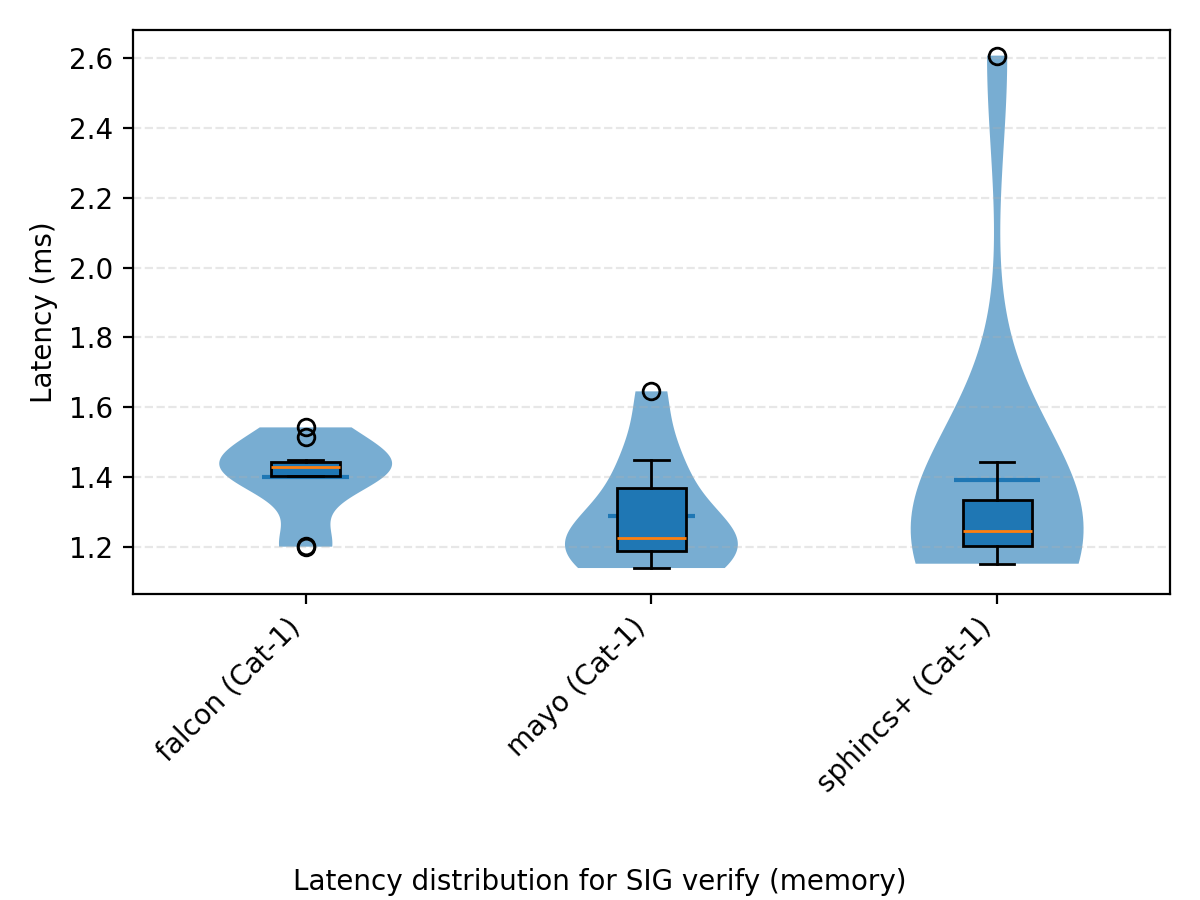 2.6
2.4
2.2
2.0
1.8
1.6
1.4
1.2
Latency (ms)
falcon (Cat-1)
mayo (Cat-1)
sphincs+ (Cat-1)
Latency distribution for SIG verify (memory)